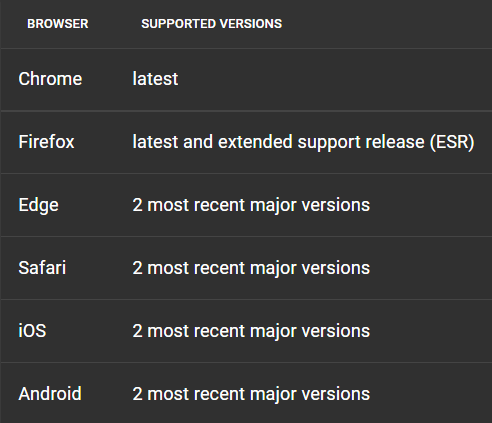 BROWSER SUPPORTED VERSIONS
Chrome latest
Firefox latest and extended support release (ESR)
Edge 2 most recent major versions
Safari 2 most recent major versions
iOS 2 most recent major versions
Android 2 most recent major versions